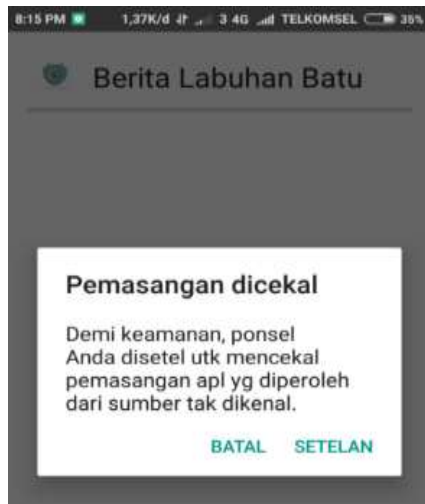 8:15 PM 1,37K/d 3 4G TELKOMSEL 36%
Berita Labuhan Batu
Pemasangan dicekal
Demi keamanan, ponsel
Anda disetel utk mencekal
pemasangan apl yg diperoleh
dari sumber tak dikenal.
BATAL SETELAN